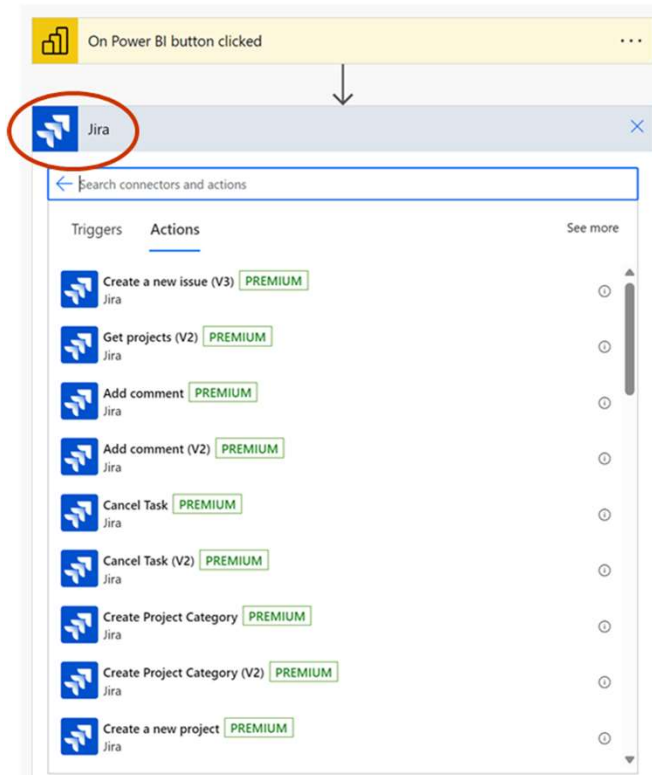 On Power BI button clicked
Jira
Search connectors and actions
Triggers Actions See more
Create a new issue (V3) PREMIUM
Jira
Get projects (V2) PREMIUM
Jira
Add comment PREMIUM
Jira
Add comment (V2) PREMIUM
Jira
Cancel Task PREMIUM
Jira
Cancel Task (V2) PREMIUM
Jira
Create Project Category PREMIUM
Jira
Create Project Category (V2) PREMIUM
Jira
Create a new project PREMIUM
Jira